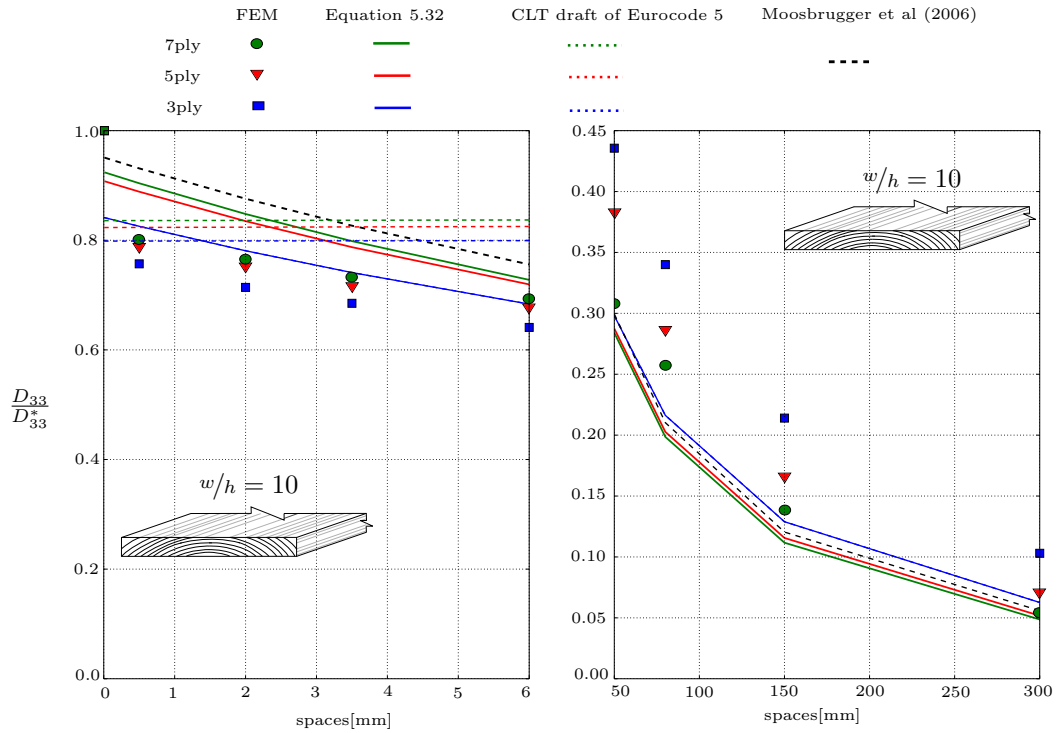 FEM Equation 5.32 CLT draft of Eurocode 5 Moosbrugger et al (2006)
7ply
5ply
3ply
1.0
0.8
0.6
0.4
0.2
0.0
D33
D*33
w/h = 10
0 1 2 3 4 5 6
spaces[mm]
0.45
0.40
0.35
0.30
0.25
0.20
0.15
0.10
0.05
0.00
w/h = 10
50 100 150 200 250 300
spaces[mm]